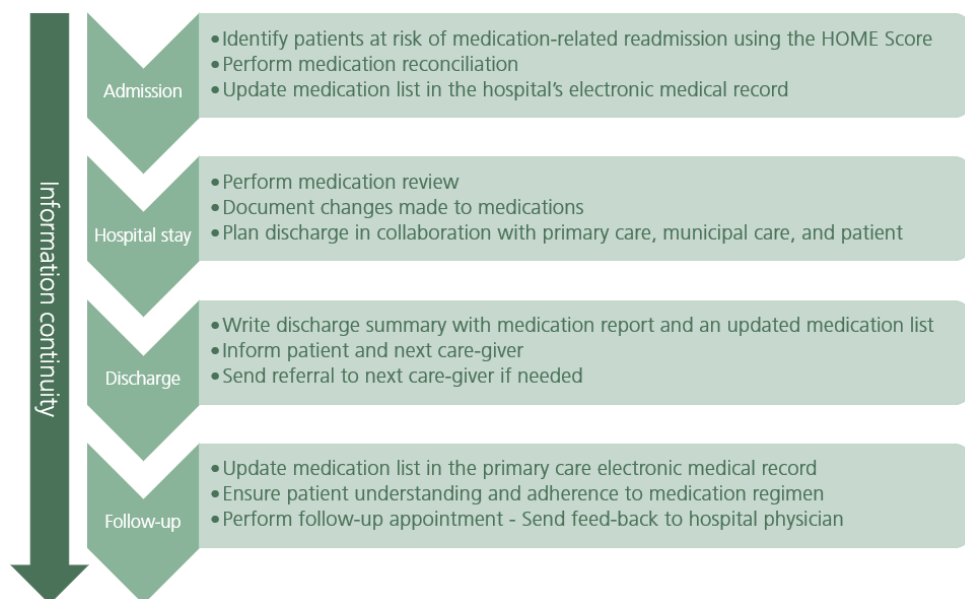 Information continuity
Admission
• Identify patients at risk of medication-related readmission using the HOME Score
• Perform medication reconciliation
• Update medication list in the hospital's electronic medical record
Hospital stay
• Perform medication review
• Document changes made to medications
• Plan discharge in collaboration with primary care, municipal care, and patient
Discharge
• Write discharge summary with medication report and an updated medication list
• Inform patient and next care-giver
• Send referral to next care-giver if needed
Follow-up
• Update medication list in the primary care electronic medical record
• Ensure patient understanding and adherence to medication regimen
• Perform follow-up appointment - Send feed-back to hospital physician